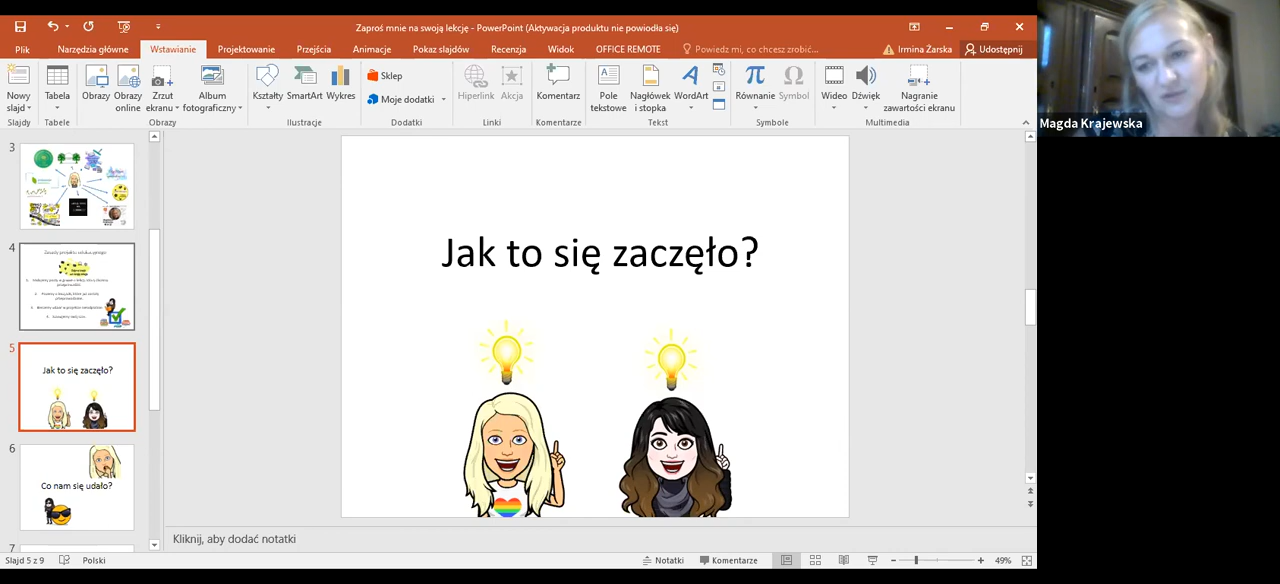 Zaproś mnie na swoją lekcję - PowerPoint (Aktywacja produktu nie powiodła się)
Plik Narzędzia główne Wstawianie Projektowanie Przejścia Animacje Pokaz slajdów Recenzja Widok OFFICE REMOTE Powiedz mi, co chcesz zrobić... Irmina Żarska Udostępnij
Nowy slajd
Tabela
Obrazy
Obrazy online
Zrzut ekranu
Album fotograficzny
Kształty
SmartArt
Wykres
Sklep
Moje dodatki
Hiperlink
Akcja
Komentarz
Pole tekstowe
Nagłówek i stopka
WordArt
Równanie
Symbol
Wideo
Dźwięk
Nagranie zawartości ekranu
Slajdy Tabele Obrazy Ilustracje Dodatki Linki Komentarze Tekst Symbole Multimedia
Magda Krajewska
3
4
5
Jak to się zaczęło?
6
Co nam się udało?
7
Jak to się zaczęło?
Kliknij, aby dodać notatki
Slajd 5 z 9 Polski Notatki Komentarze 49%